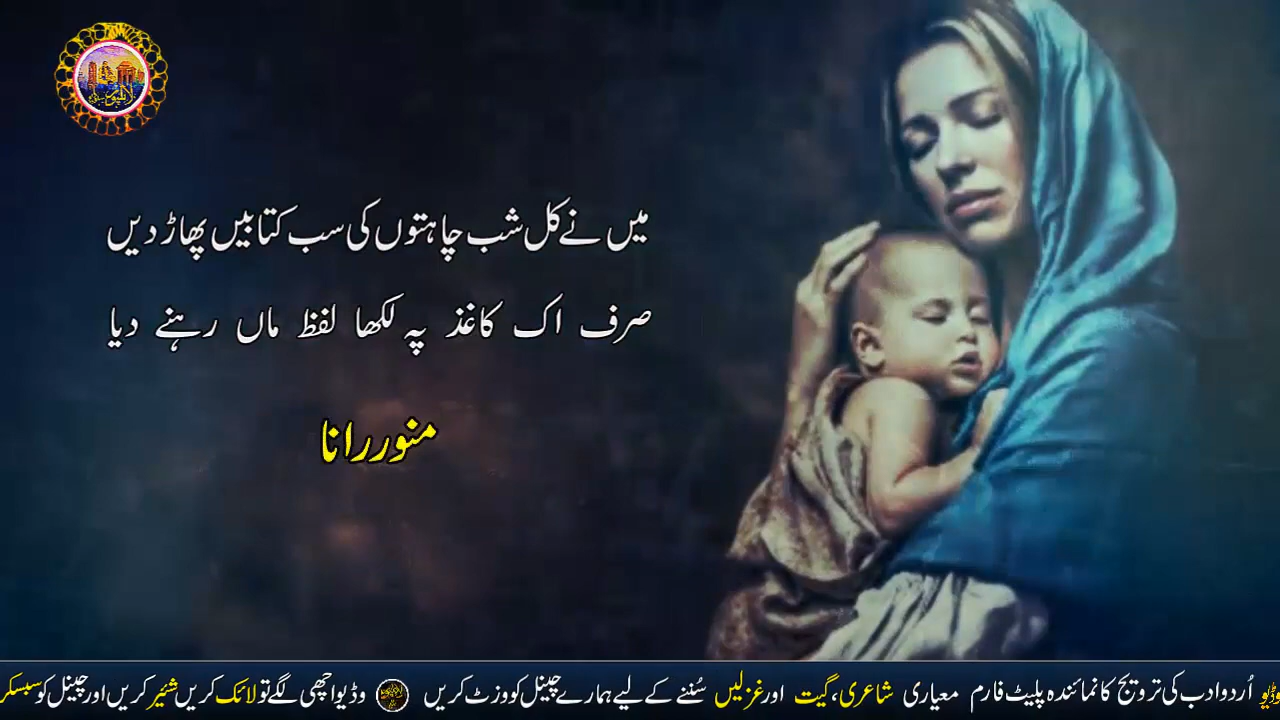 میں نے کل شب چاہتوں کی سب کتابیں پھاڑ دیں
صرف اک کاغذ پہ لکھا لفظ ماں رہنے دیا
منور رانا
اُردو ادب کی ترویج کا نمائندہ پلیٹ فارم معیاری شاعری، گیت اور غزلیں سُننے کے لیے ہمارے چینل کو وزٹ کریں وڈیو اچھی لگے تو لائک کریں شئیر کریں اور چینل کو